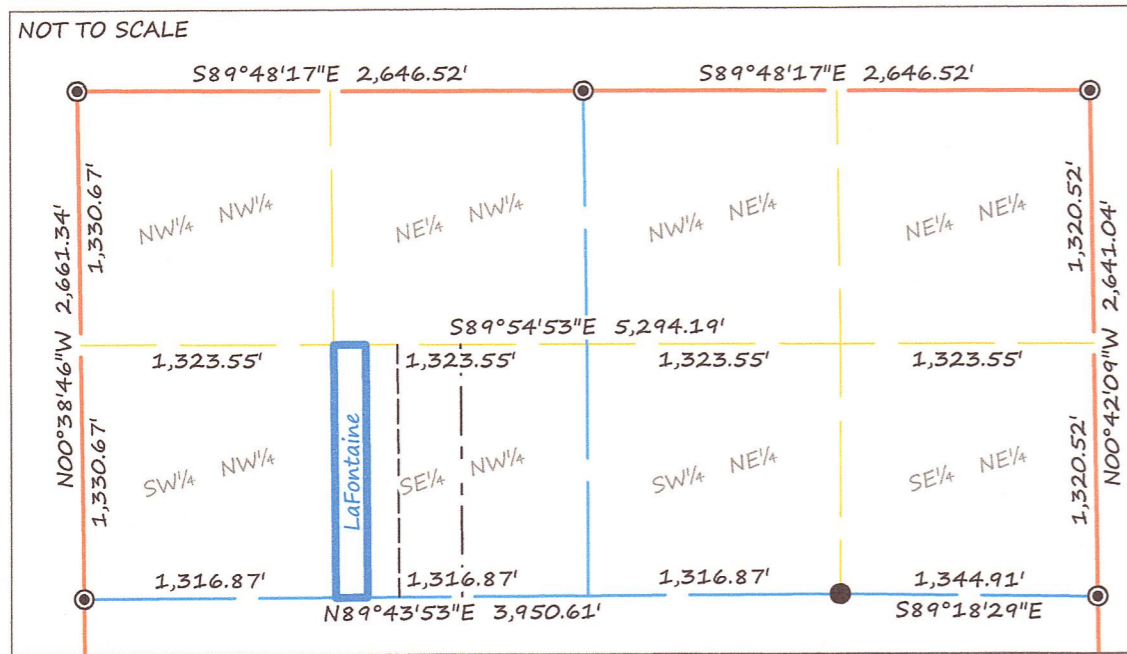 NOT TO SCALE
S89°48'17"E 2,646.52'
S89°48'17"E 2,646.52'
N00°38'46"W 2,661.34'
1,330.67'
NW¼ NW¼
NE¼ NW¼
NW¼ NE¼
NE¼ NE¼
1,320.52'
N00°42'09"W 2,641.04'
S89°54'53"E 5,294.19'
1,323.55'
1,323.55'
1,323.55'
1,323.55'
1,330.67'
SW¼ NW¼
LaFontaine
SE¼ NW¼
SW¼ NE¼
SE¼ NE¼
1,320.52'
1,316.87'
1,316.87'
1,316.87'
1,344.91'
N89°43'53"E 3,950.61'
S89°18'29"E